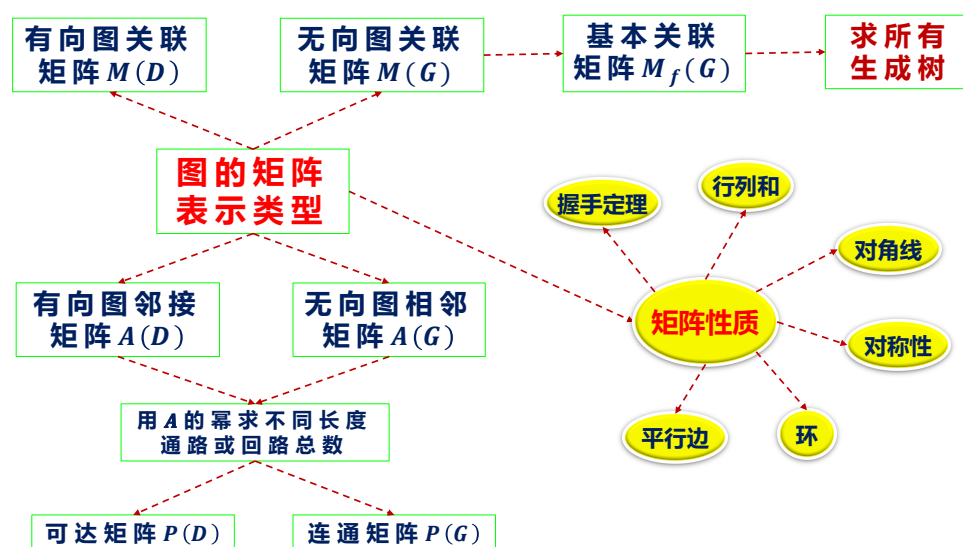 有向图关联
矩阵M(D)
无向图关联
矩阵M(G)
基本关联
矩阵M_f(G)
求所有
生成树
图的矩阵
表示类型
握手定理
行列和
对角线
有向图邻接
矩阵A(D)
无向图相邻
矩阵A(G)
矩阵性质
对称性
用A的幂求不同长度
通路或回路总数
平行边
环
可达矩阵P(D)
连通矩阵P(G)